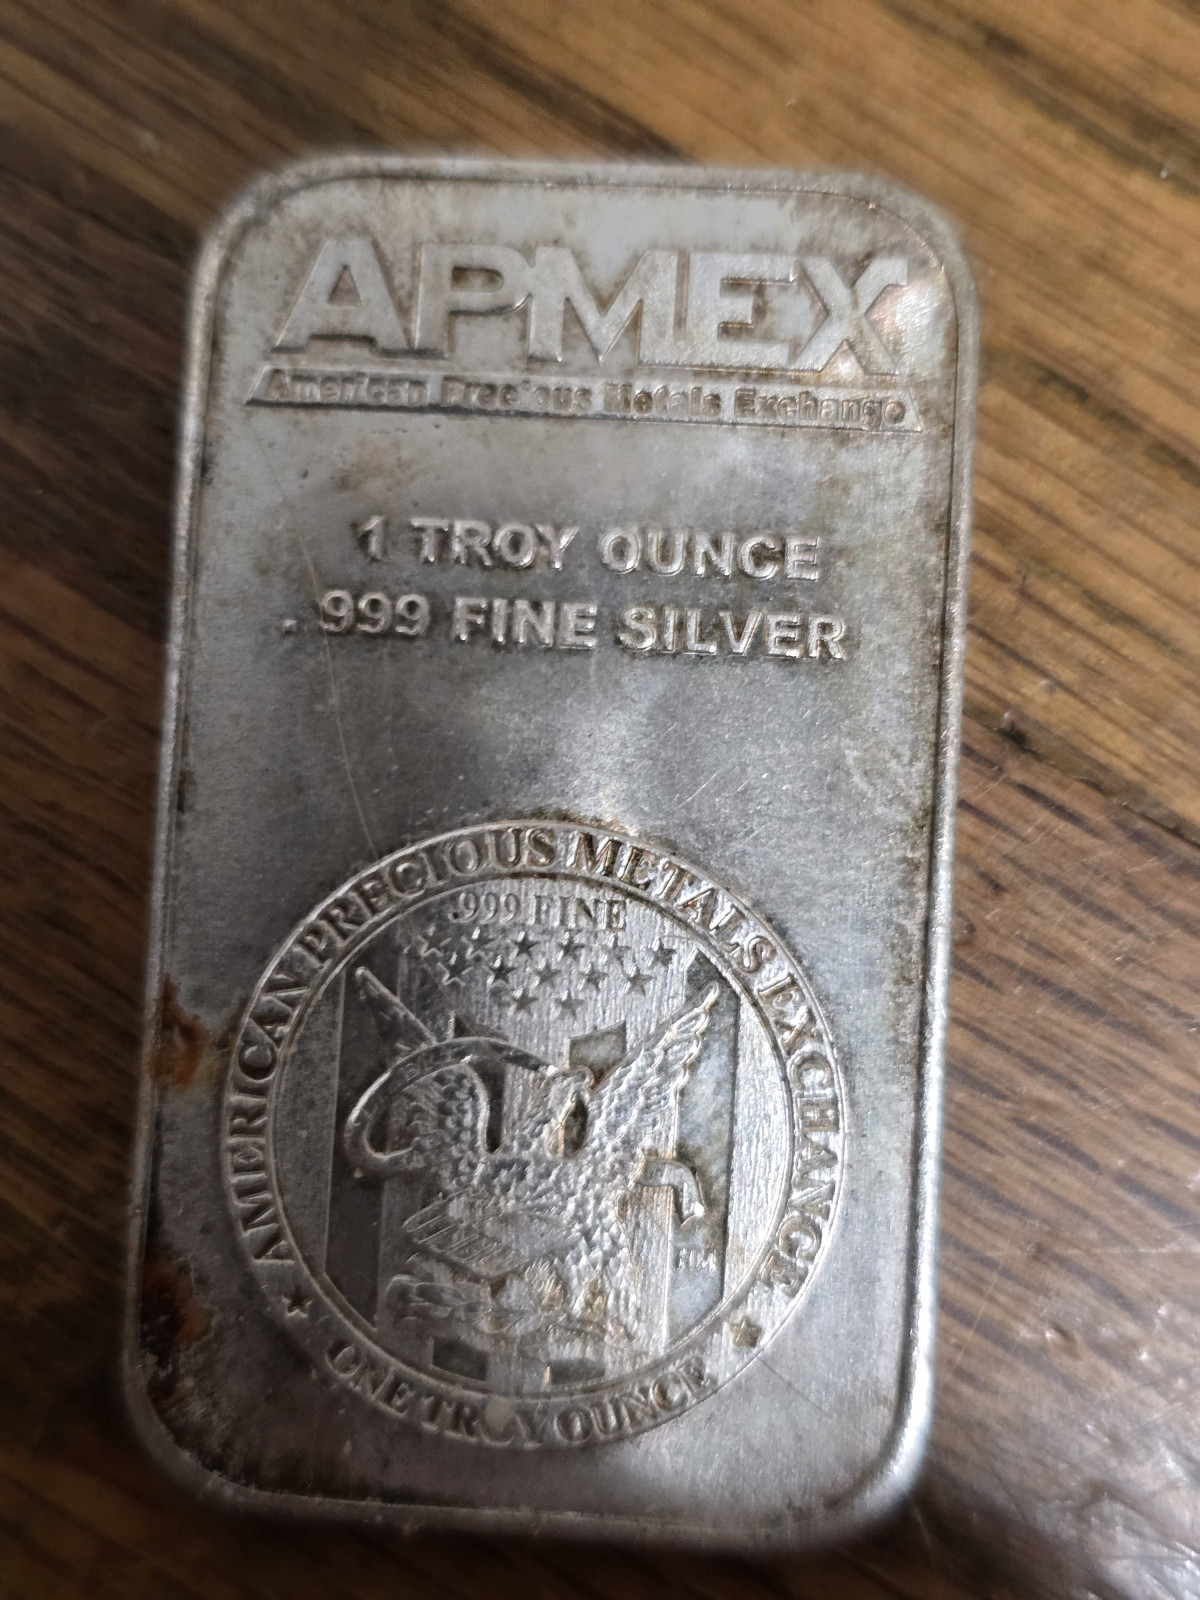 APMEX
American Precious Metals Exchange
1 TROY OUNCE
.999 FINE SILVER
AMERICAN PRECIOUS METALS EXCHANGE
.999 FINE
★ ONE TROY OUNCE ★